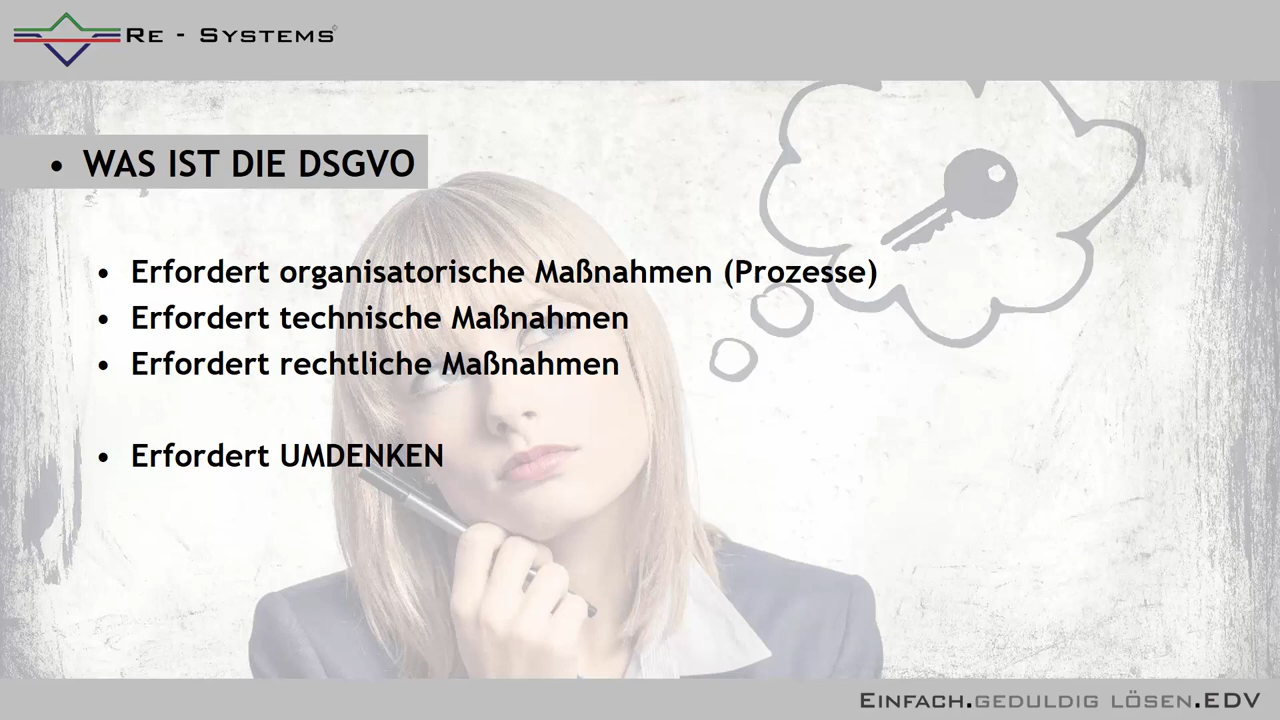 Re - Systems
• WAS IST DIE DSGVO
• Erfordert organisatorische Maßnahmen (Prozesse)
• Erfordert technische Maßnahmen
• Erfordert rechtliche Maßnahmen
• Erfordert UMDENKEN
Einfach.geduldig lösen.EDV